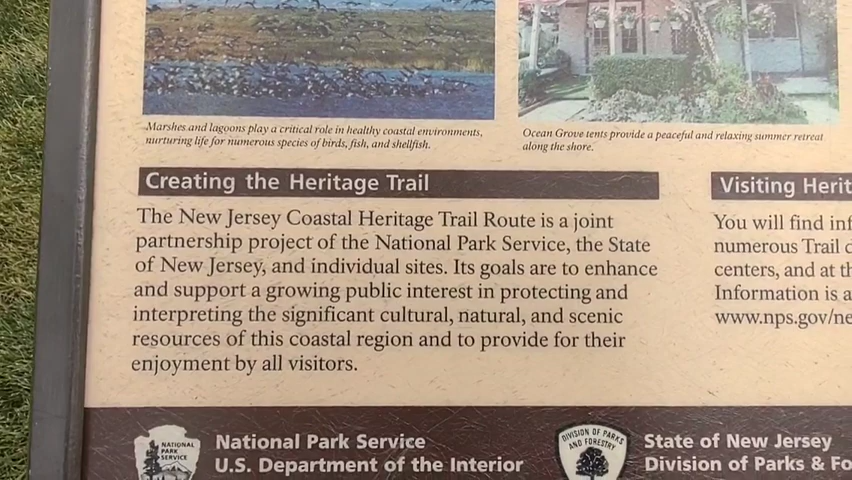 Marshes and lagoons play a critical role in healthy coastal environments,
nurturing life for numerous species of birds, fish, and shellfish.
Ocean Grove tents provide a peaceful and relaxing summer retreat
along the shore.
Creating the Heritage Trail
The New Jersey Coastal Heritage Trail Route is a joint
partnership project of the National Park Service, the State
of New Jersey, and individual sites. Its goals are to enhance
and support a growing public interest in protecting and
interpreting the significant cultural, natural, and scenic
resources of this coastal region and to provide for their
enjoyment by all visitors.
Visiting Herit
You will find inf
numerous Trail d
centers, and at th
Information is a
www.nps.gov/ne
NATIONAL
PARK
SERVICE
National Park Service
U.S. Department of the Interior
DIVISION OF PARKS
AND FORESTRY
State of New Jersey
Division of Parks & Fo